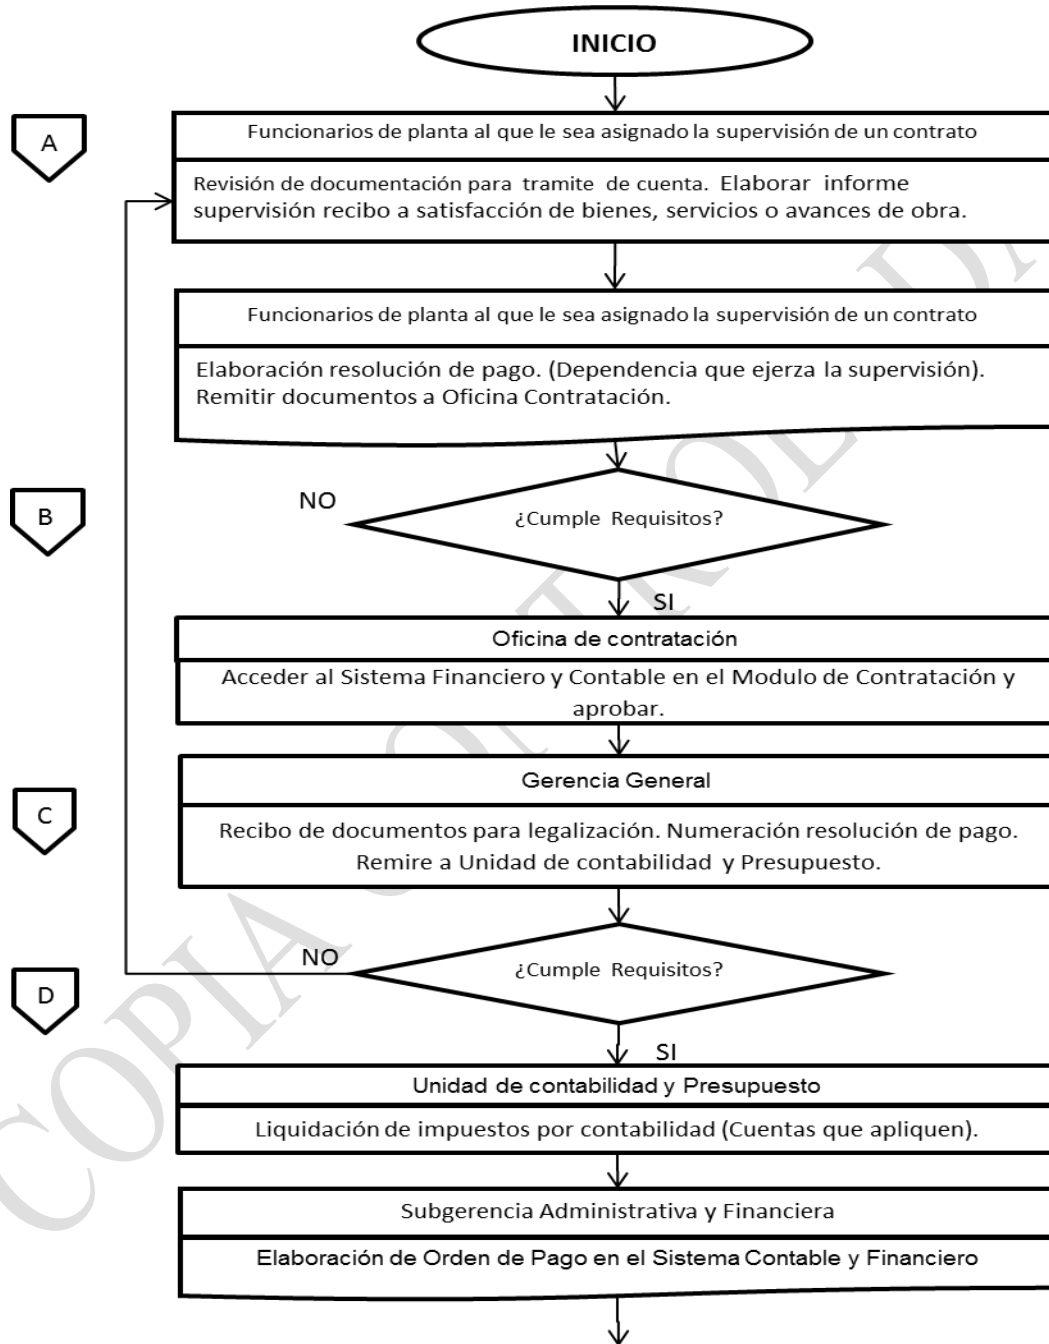 INICIO
A
Funcionarios de planta al que le sea asignado la supervisión de un contrato
Revisión de documentación para tramite de cuenta. Elaborar informe
supervisión recibo a satisfacción de bienes, servicios o avances de obra.
Funcionarios de planta al que le sea asignado la supervisión de un contrato
Elaboración resolución de pago. (Dependencia que ejerza la supervisión).
Remitir documentos a Oficina Contratación.
B
NO
¿Cumple Requisitos?
SI
Oficina de contratación
Acceder al Sistema Financiero y Contable en el Modulo de Contratación y
aprobar.
Gerencia General
C
Recibo de documentos para legalización. Numeración resolución de pago.
Remire a Unidad de contabilidad y Presupuesto.
NO
¿Cumple Requisitos?
D
SI
Unidad de contabilidad y Presupuesto
Liquidación de impuestos por contabilidad (Cuentas que apliquen).
Subgerencia Administrativa y Financiera
Elaboración de Orden de Pago en el Sistema Contable y Financiero
COPIA